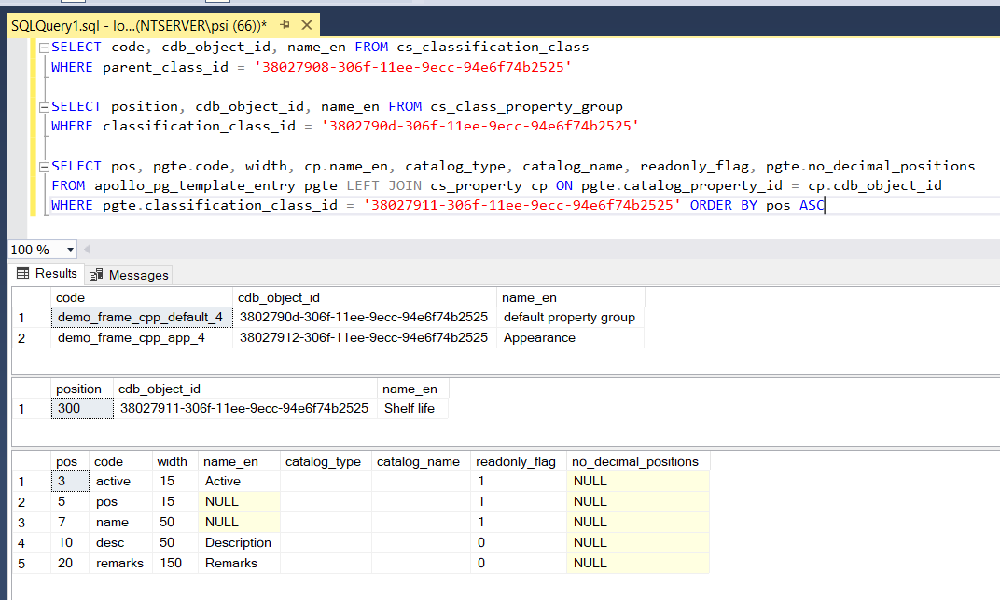 SQLQuery1.sql - lo...(NTSERVER\psi (66))*
SELECT code, cdb_object_id, name_en FROM cs_classification_class
WHERE parent_class_id = '38027908-306f-11ee-9ecc-94e6f74b2525'
SELECT position, cdb_object_id, name_en FROM cs_class_property_group
WHERE classification_class_id = '3802790d-306f-11ee-9ecc-94e6f74b2525'
SELECT pos, pgte.code, width, cp.name_en, catalog_type, catalog_name, readonly_flag, pgte.no_decimal_positions
FROM apollo_pg_template_entry pgte LEFT JOIN cs_property cp ON pgte.catalog_property_id = cp.cdb_object_id
WHERE pgte.classification_class_id = '38027911-306f-11ee-9ecc-94e6f74b2525' ORDER BY pos ASC
100 %
Results Messages
code cdb_object_id name_en
1 demo_frame_cpp_default_4 3802790d-306f-11ee-9ecc-94e6f74b2525 default property group
2 demo_frame_cpp_app_4 38027912-306f-11ee-9ecc-94e6f74b2525 Appearance
position cdb_object_id name_en
1 300 38027911-306f-11ee-9ecc-94e6f74b2525 Shelf life
pos code width name_en catalog_type catalog_name readonly_flag no_decimal_positions
1 3 active 15 Active 1 NULL
2 5 pos 15 NULL 1 NULL
3 7 name 50 NULL 1 NULL
4 10 desc 50 Description 0 NULL
5 20 remarks 150 Remarks 0 NULL